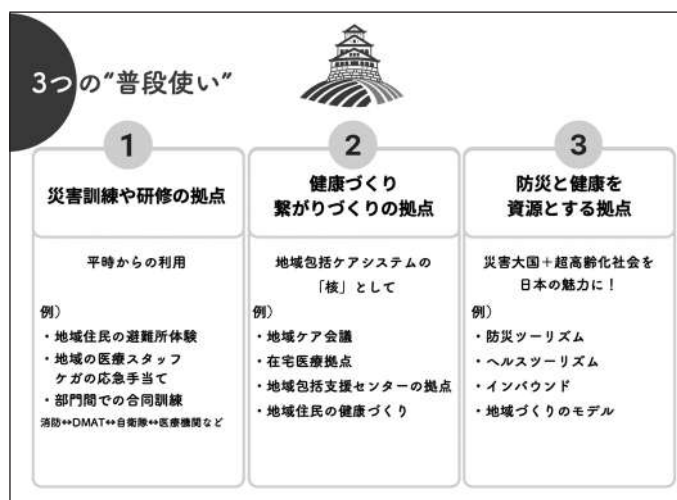 3つの“普段使い”
1
災害訓練や研修の拠点
平時からの利用
例）
・地域住民の避難所体験
・地域の医療スタッフ
ケガの応急手当て
・部門間での合同訓練
消防↔DMAT↔自衛隊↔医療機関など
2
健康づくり
繋がりづくりの拠点
地域包括ケアシステムの
「核」として
例）
・地域ケア会議
・在宅医療拠点
・地域包括支援センターの拠点
・地域住民の健康づくり
3
防災と健康を
資源とする拠点
災害大国＋超高齢化社会を
日本の魅力に！
例）
・防災ツーリズム
・ヘルスツーリズム
・インバウンド
・地域づくりのモデル